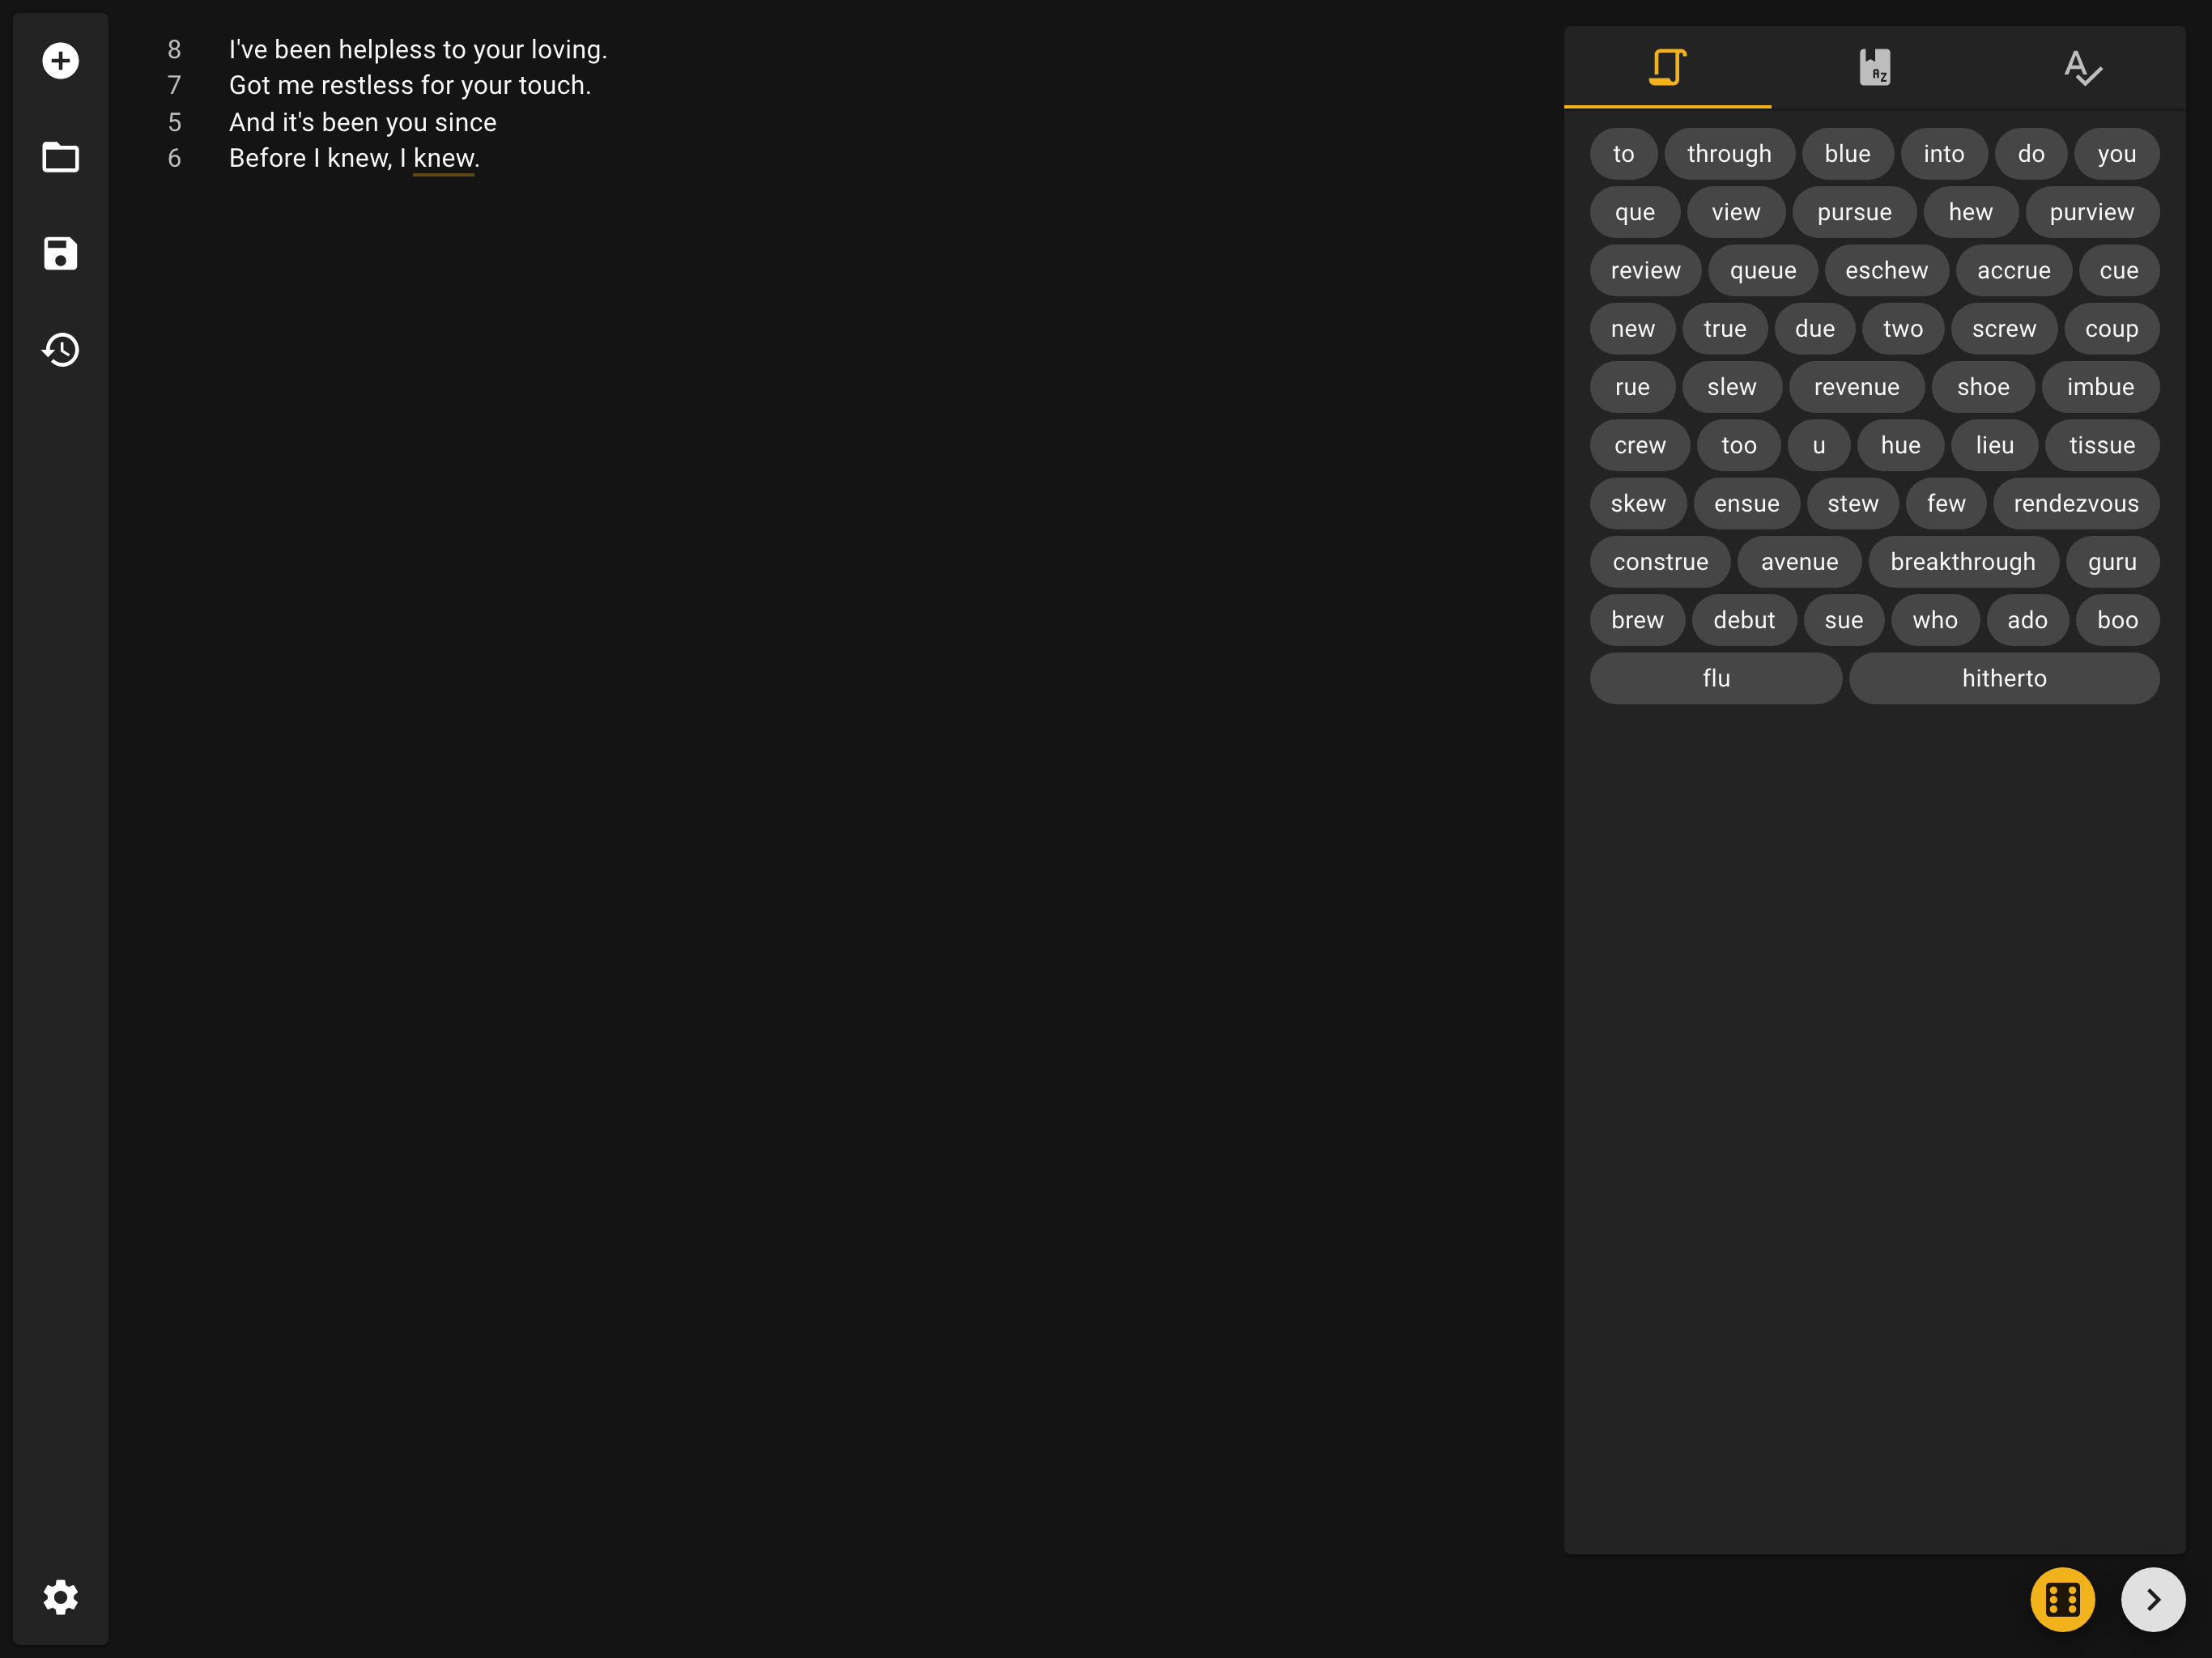 8 I've been helpless to your loving.
7 Got me restless for your touch.
5 And it's been you since
6 Before I knew, I knew.
to through blue into do you
que view pursue hew purview
review queue eschew accrue cue
new true due two screw coup
rue slew revenue shoe imbue
crew too u hue lieu tissue
skew ensue stew few rendezvous
construe avenue breakthrough guru
brew debut sue who ado boo
flu hitherto